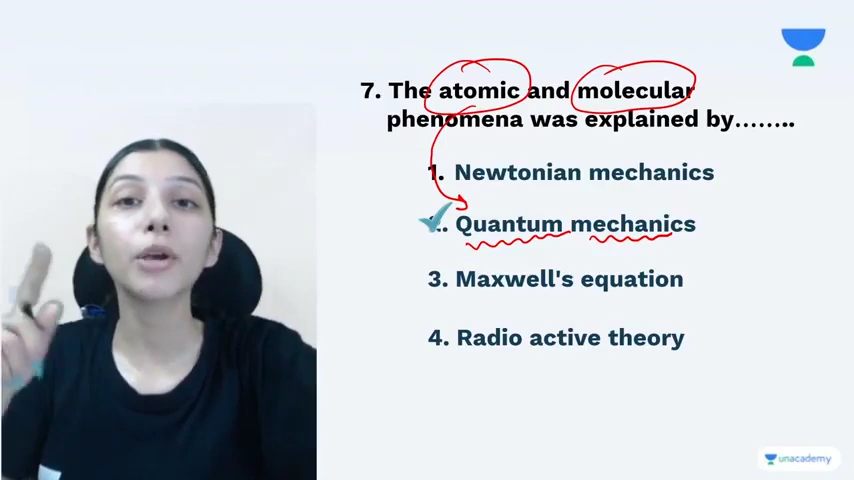 7. The atomic and molecular
phenomena was explained by........
1. Newtonian mechanics
2. Quantum mechanics
3. Maxwell's equation
4. Radio active theory
unacademy